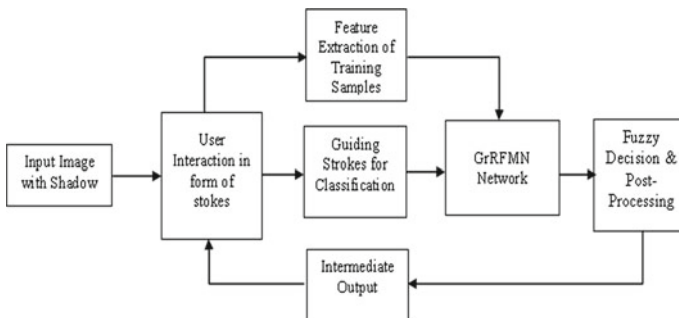 Feature
Extraction of
Training
Samples
Input Image
with Shadow
User
Interaction in
form of
stokes
Guiding
Strokes for
Classification
GrRFMN
Network
Fuzzy
Decision &
Post-
Processing
Intermediate
Output